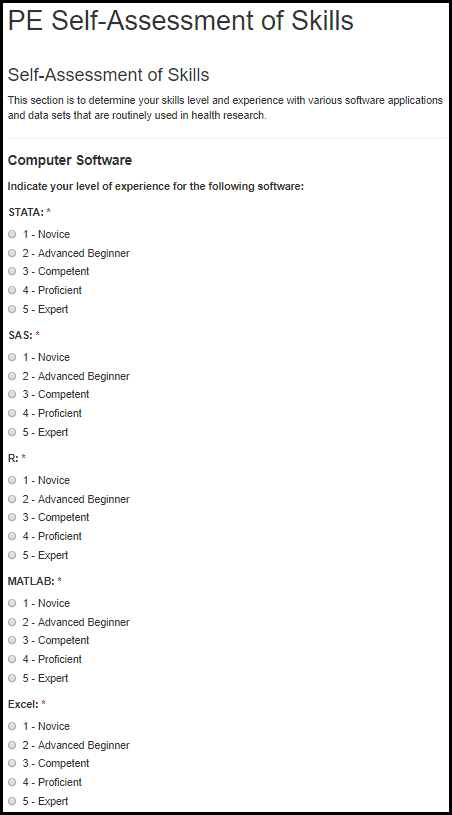 PE Self-Assessment of Skills
Self-Assessment of Skills
This section is to determine your skills level and experience with various software applications
and data sets that are routinely used in health research.
Computer Software
Indicate your level of experience for the following software:
STATA: *
1 - Novice
2 - Advanced Beginner
3 - Competent
4 - Proficient
5 - Expert
SAS: *
1 - Novice
2 - Advanced Beginner
3 - Competent
4 - Proficient
5 - Expert
R: *
1 - Novice
2 - Advanced Beginner
3 - Competent
4 - Proficient
5 - Expert
MATLAB: *
1 - Novice
2 - Advanced Beginner
3 - Competent
4 - Proficient
5 - Expert
Excel: *
1 - Novice
2 - Advanced Beginner
3 - Competent
4 - Proficient
5 - Expert